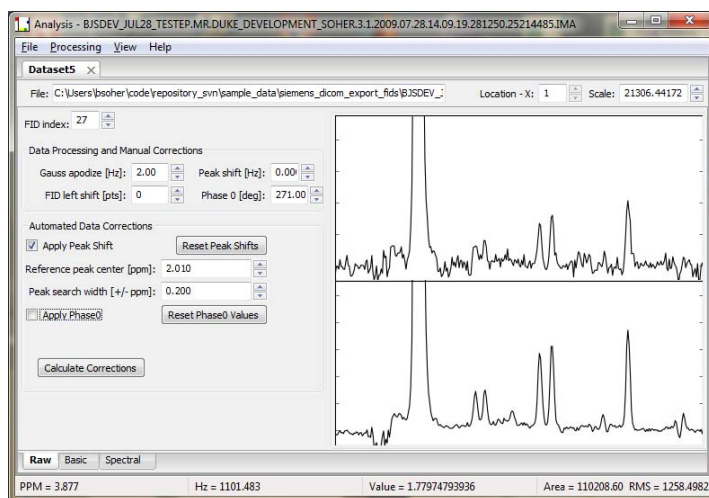 Analysis - BJSDEV_JUL28_TESTEP.MR.DUKE_DEVELOPMENT_SOHER.3.1.2009.07.28.14.09.19.281250.25214485.IMA
File Processing View Help
Dataset5
File: C:\Users\bsoher\code\repository_svn\sample_data\siemens_dicom_export_fids\BJSDEV_J Location - X: 1 Scale: 21306.44172
FID index: 27
Data Processing and Manual Corrections
Gauss apodize [Hz]: 2.00 Peak shift [Hz]: 0.00
FID left shift [pts]: 0 Phase 0 [deg]: 271.00
Automated Data Corrections
Apply Peak Shift Reset Peak Shifts
Reference peak center [ppm]: 2.010
Peak search width [+/- ppm]: 0.200
Apply Phase0 Reset Phase0 Values
Calculate Corrections
Raw Basic Spectral
PPM = 3.877 Hz = 1101.483 Value = 1.77974793936 Area = 110208.60 RMS = 1258.4982